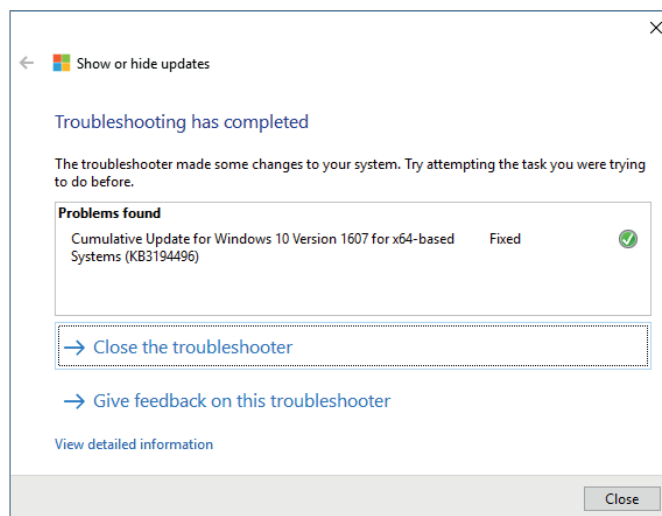 Show or hide updates
Troubleshooting has completed
The troubleshooter made some changes to your system. Try attempting the task you were trying
to do before.
Problems found
Cumulative Update for Windows 10 Version 1607 for x64-based Fixed
Systems (KB3194496)
Close the troubleshooter
Give feedback on this troubleshooter
View detailed information
Close